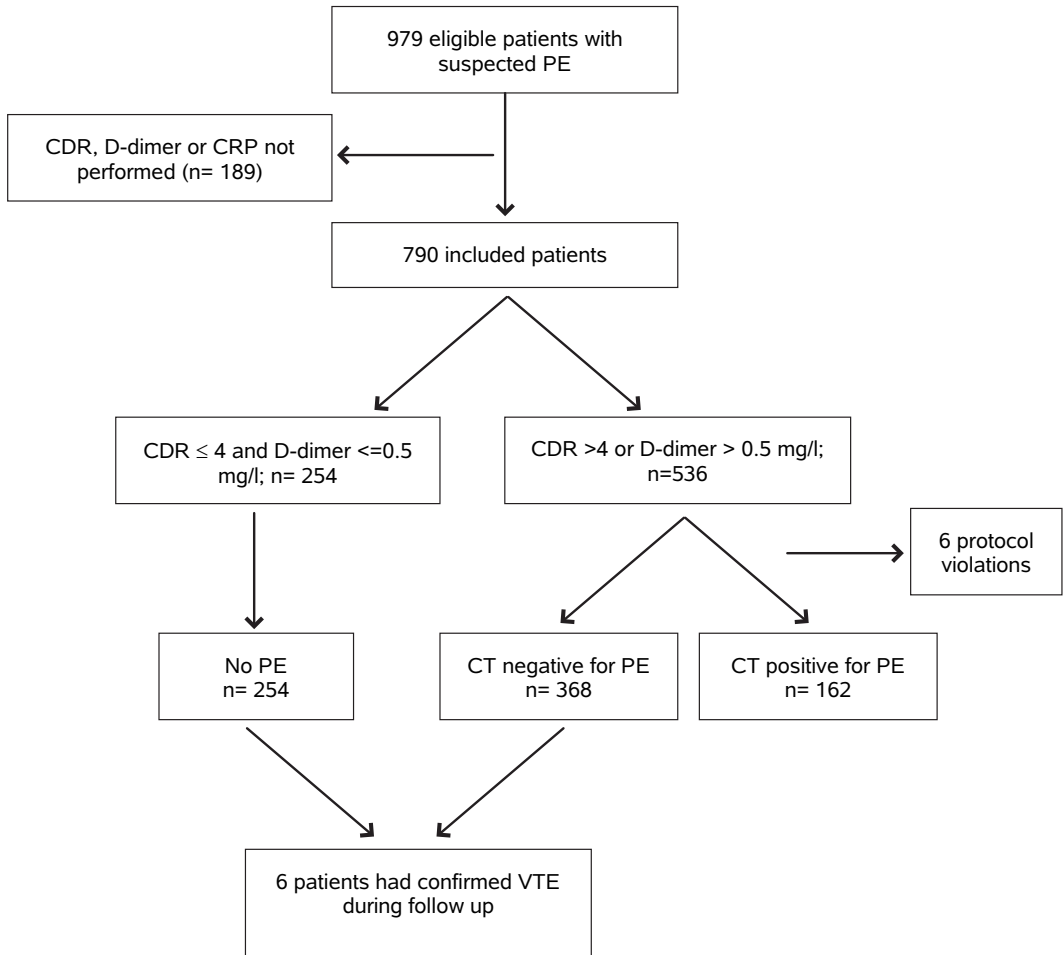 979 eligible patients with
suspected PE
CDR, D-dimer or CRP not
performed (n= 189)
790 included patients
CDR ≤ 4 and D-dimer <=0.5
mg/l; n= 254
CDR >4 or D-dimer > 0.5 mg/l;
n=536
6 protocol
violations
No PE
n= 254
CT negative for PE
n= 368
CT positive for PE
n= 162
6 patients had confirmed VTE
during follow up